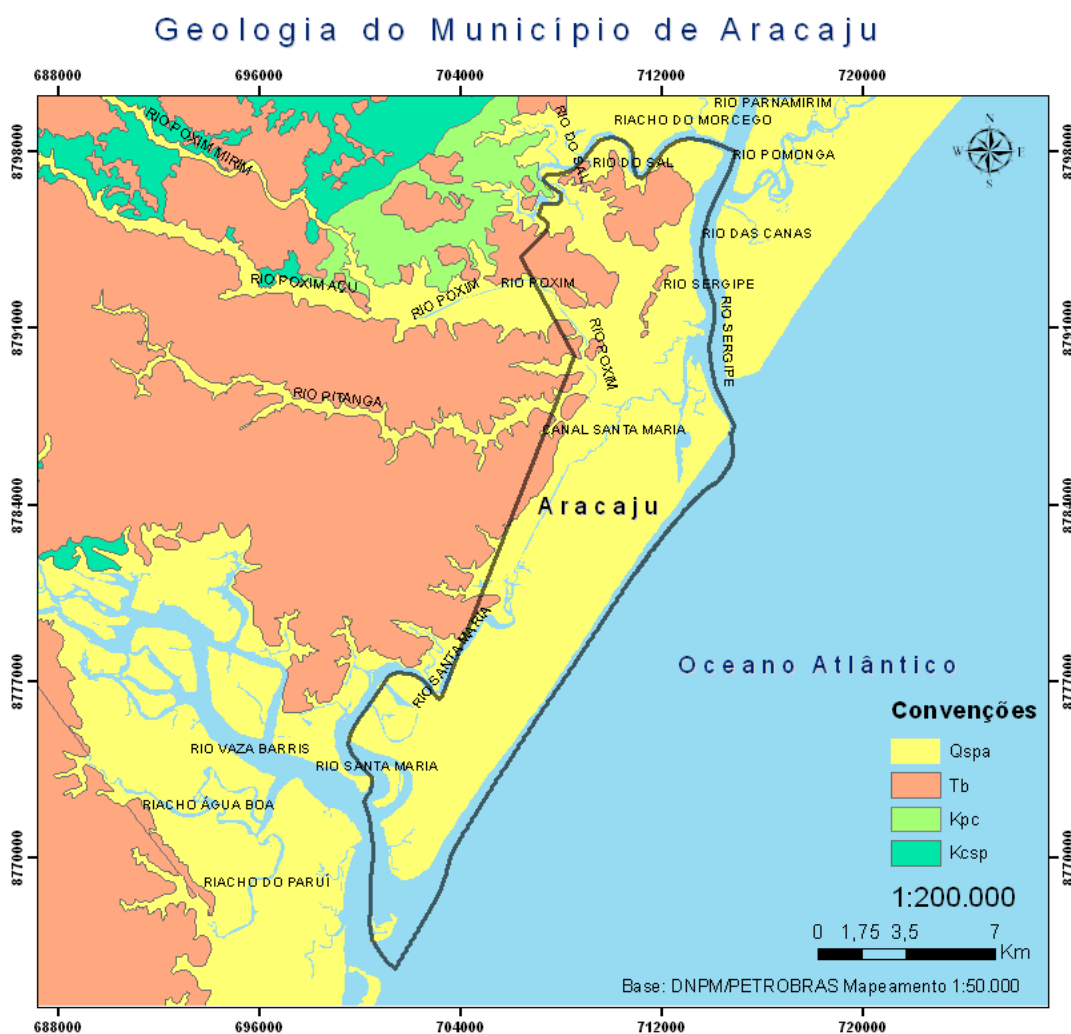 Geologia do Município de Aracaju
688000 696000 704000 712000 720000
RIO PARNAMIRIM
RIACHO DO MORCEGO
RIO DO SAL
RIO POXIM MIRIM
8798000
8798000
RIO DO SAL
RIO POMONGA
N
W E
S
RIO DAS CANAS
RIO POXIM AÇU
RIO POXIM
RIO POXIM
RIO SERGIPE
8791000
8791000
RIO POXIM
RIO SERGIPE
RIO PITANGA
CANAL SANTA MARIA
8784000
Aracaju
8784000
RIO SANTA MARIA
Oceano Atlântico
8777000
8777000
Convenções
RIO VAZA BARRIS
Qspa
RIO SANTA MARIA
Tb
RIACHO ÁGUA BOA
Kpc
Kcsp
8770000
8770000
RIACHO DO PARUÍ
1:200.000
0 1,75 3,5 7
Km
Base: DNPM/PETROBRAS Mapeamento 1:50.000
688000 696000 704000 712000 720000